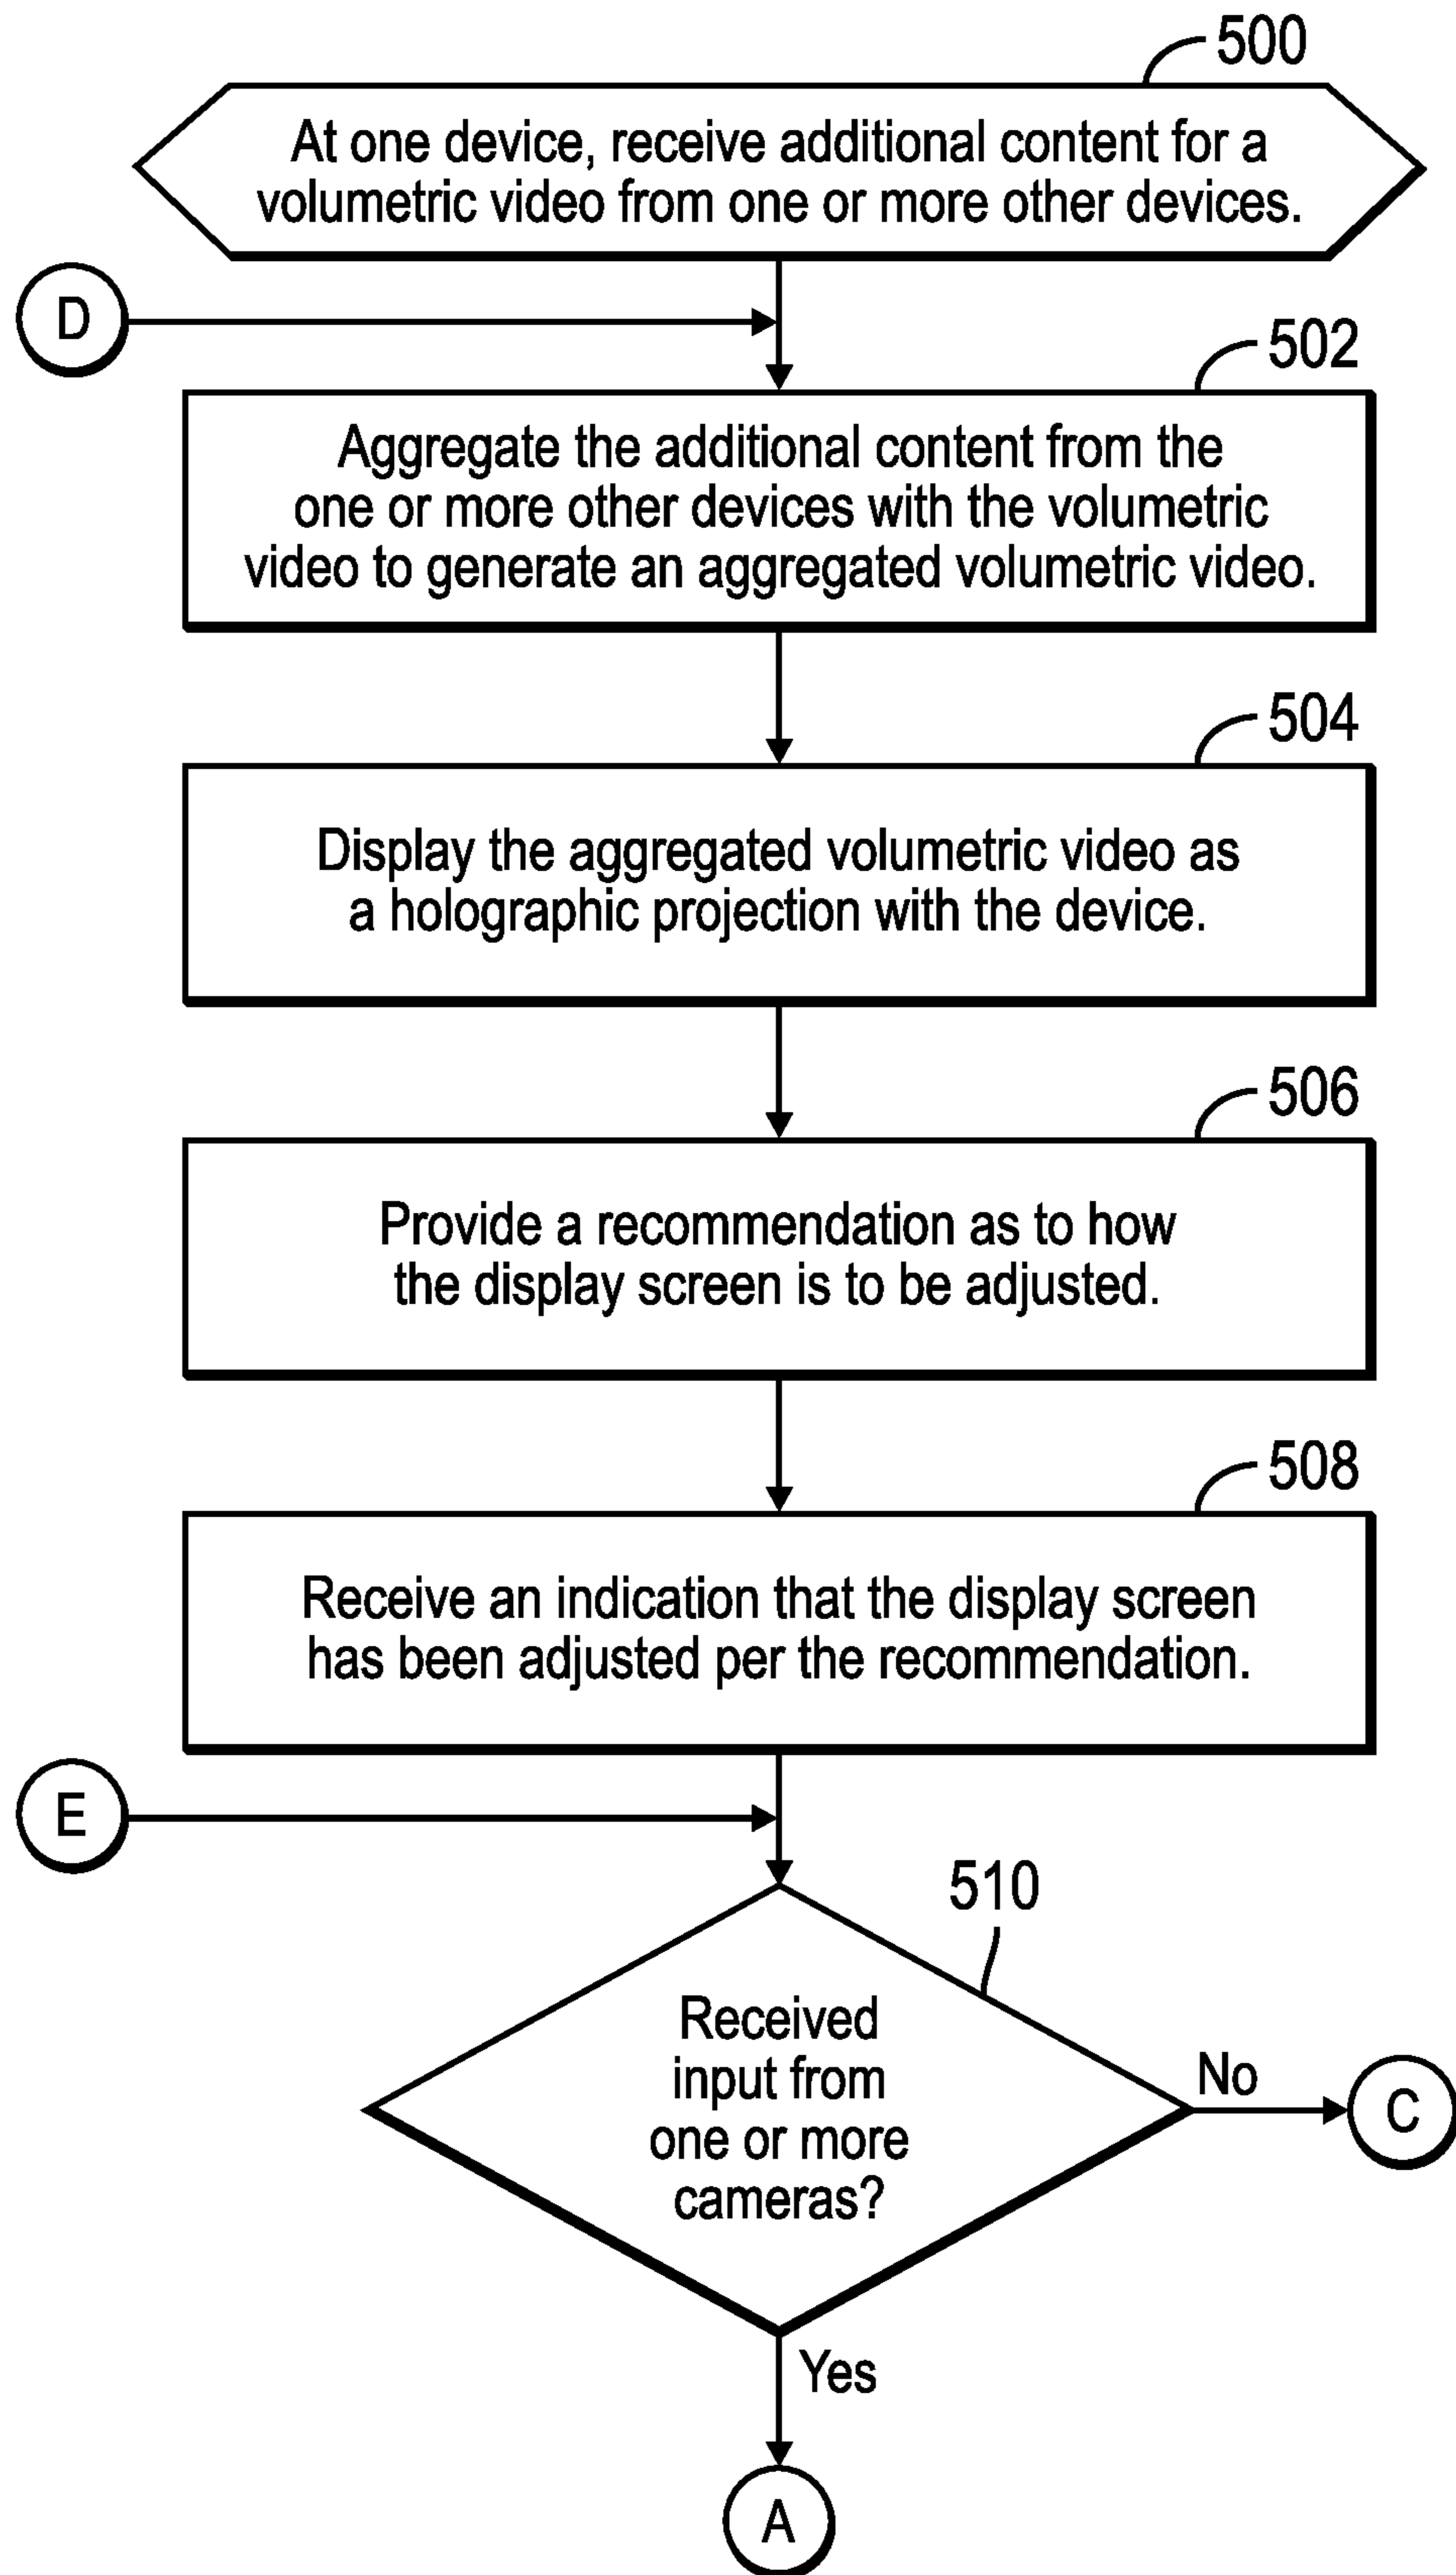 500
At one device, receive additional content for a
volumetric video from one or more other devices.
D
502
Aggregate the additional content from the
one or more other devices with the volumetric
video to generate an aggregated volumetric video.
504
Display the aggregated volumetric video as
a holographic projection with the device.
506
Provide a recommendation as to how
the display screen is to be adjusted.
508
Receive an indication that the display screen
has been adjusted per the recommendation.
E
510
Received
input from
one or more
cameras?
No
C
Yes
A